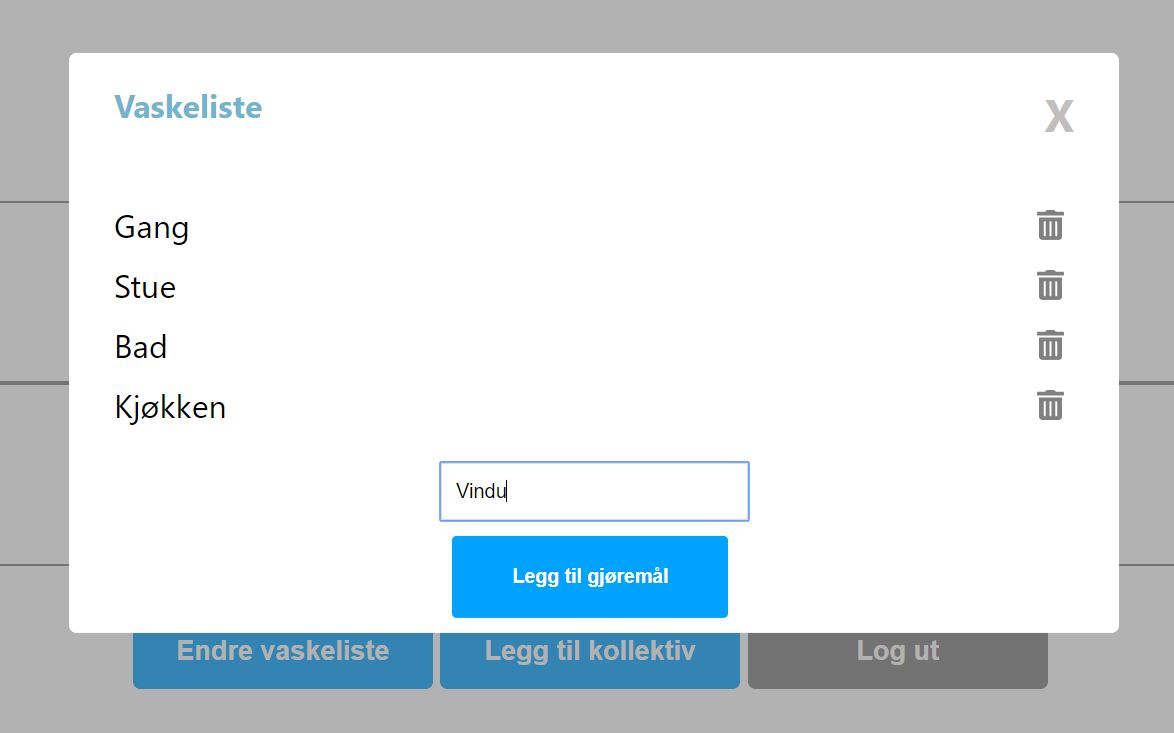 Vaskeliste
X
Gang
Stue
Bad
Kjøkken
Vindu
Legg til gjøremål
Endre vaskeliste
Legg til kollektiv
Log ut